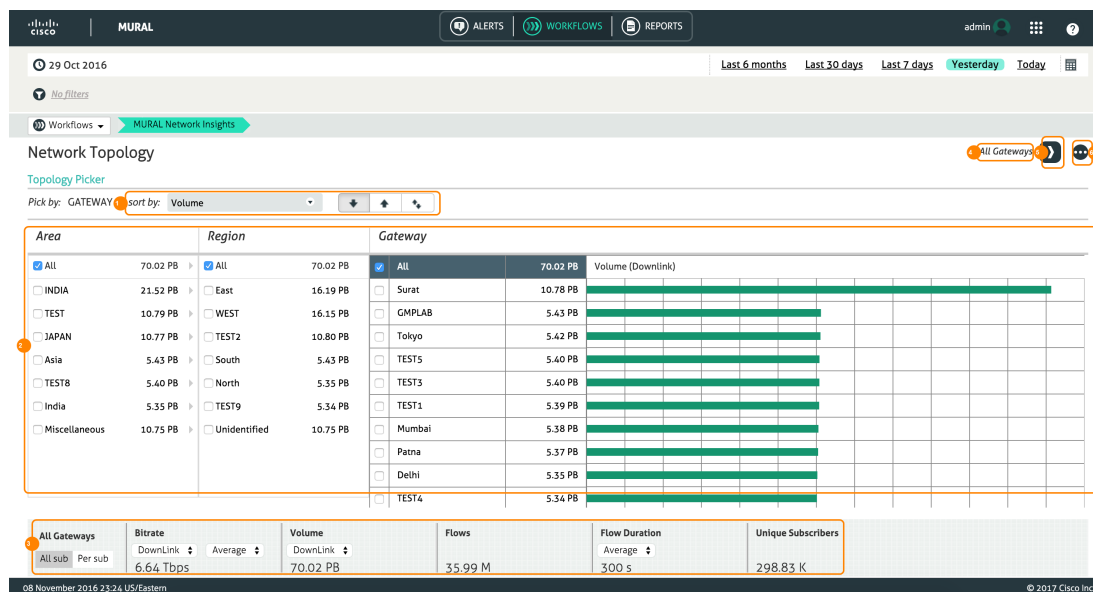 cisco MURAL ALERTS WORKFLOWS REPORTS admin ?
29 Oct 2016 Last 6 months Last 30 days Last 7 days Yesterday Today
No filters
Workflows MURAL Network Insights
Network Topology 4 All Gateways 5
Topology Picker
Pick by: GATEWAY 1 sort by: Volume
Area Region Gateway
All 70.02 PB All 70.02 PB All 70.02 PB Volume (Downlink)
INDIA 21.52 PB East 16.19 PB Surat 10.78 PB
TEST 10.79 PB WEST 16.15 PB GMPLAB 5.43 PB
2 JAPAN 10.77 PB TEST2 10.80 PB Tokyo 5.42 PB
Asia 5.43 PB South 5.43 PB TEST5 5.40 PB
TEST8 5.40 PB North 5.35 PB TEST3 5.40 PB
India 5.35 PB TEST9 5.34 PB TEST1 5.39 PB
Miscellaneous 10.75 PB Unidentified 10.75 PB Mumbai 5.38 PB
Patna 5.37 PB
Delhi 5.35 PB
TEST4 5.34 PB
All Gateways Bitrate Volume Flows Flow Duration Unique Subscribers
3 All sub Per sub DownLink Average DownLink Average
6.64 Tbps 70.02 PB 35.99 M 300 s 298.83 K
08 November 2016 23:24 US/Eastern © 2017 Cisco Inc